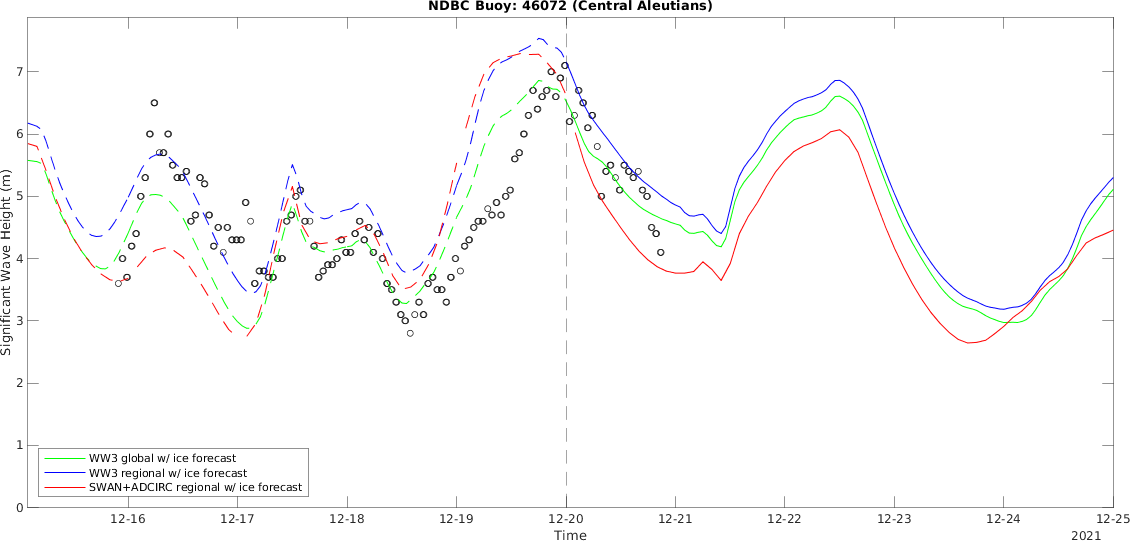 NDBC Buoy: 46072 (Central Aleutians)
Significant Wave Height (m)
7
6
5
4
3
2
1
0
WW3 global w/ ice forecast
WW3 regional w/ ice forecast
SWAN+ADCIRC regional w/ ice forecast
12-16 12-17 12-18 12-19 12-20 12-21 12-22 12-23 12-24 12-25
Time
2021